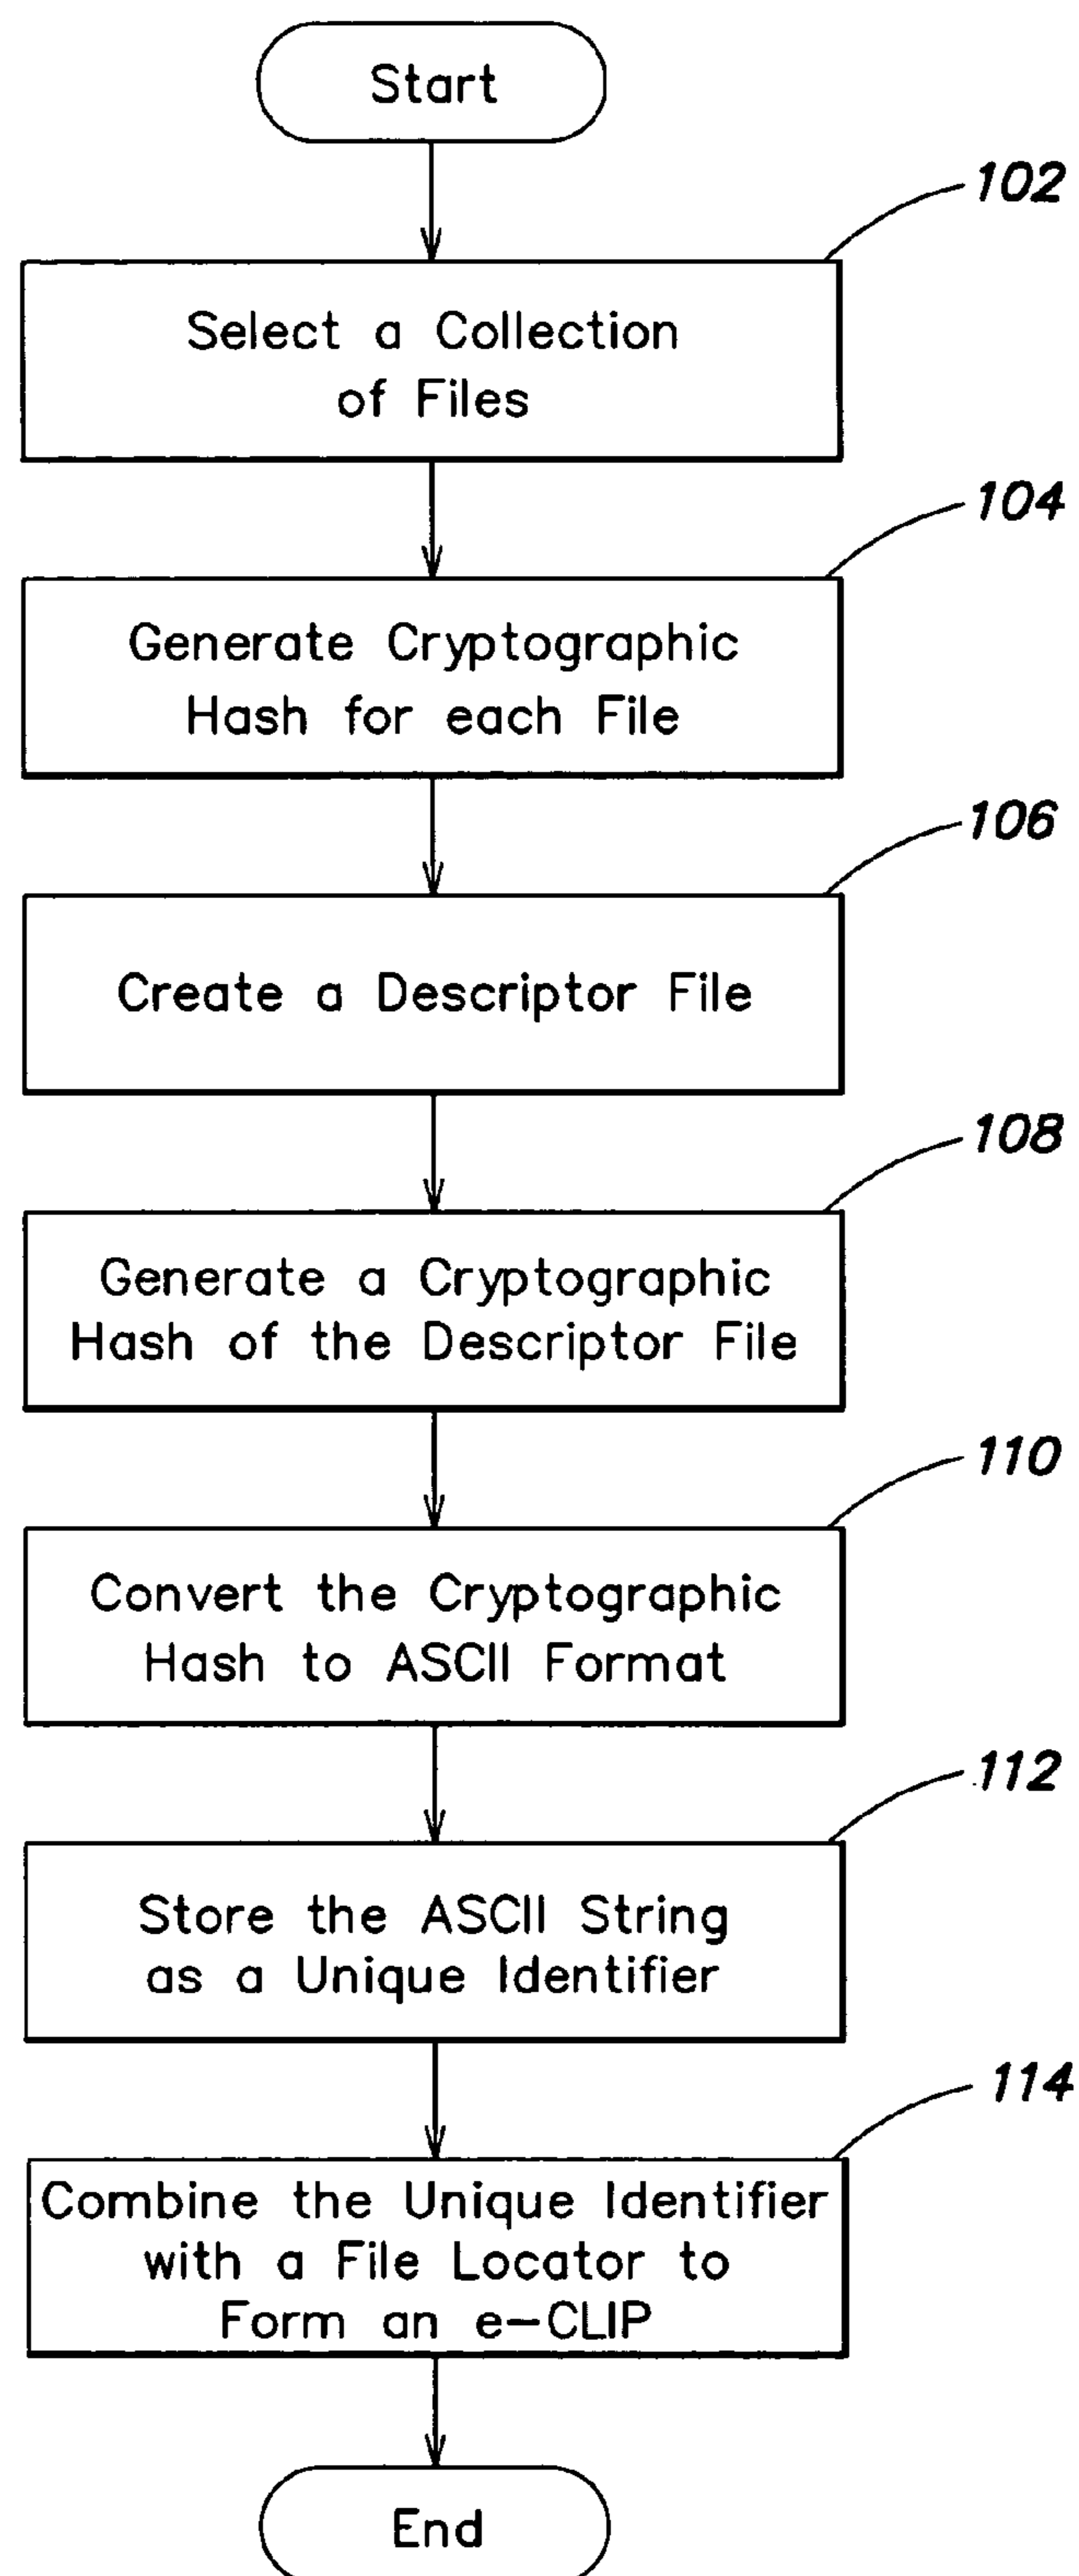 Start
102
Select a Collection
of Files
104
Generate Cryptographic
Hash for each File
106
Create a Descriptor File
108
Generate a Cryptographic
Hash of the Descriptor File
110
Convert the Cryptographic
Hash to ASCII Format
112
Store the ASCII String
as a Unique Identifier
114
Combine the Unique Identifier
with a File Locator to
Form an e-CLIP
End